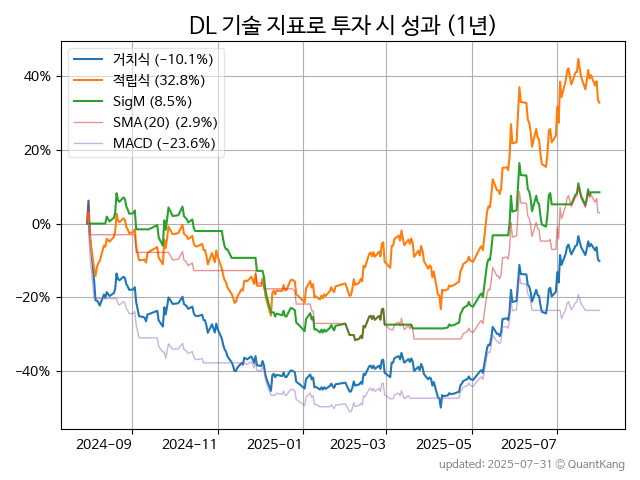 DL 기술 지표로 투자 시 성과 (1년)
거치식 (−10.1%)
적립식 (32.8%)
SigM (8.5%)
SMA(20) (2.9%)
MACD (−23.6%)
40%
20%
0%
−20%
−40%
2024−09
2024−11
2025−01
2025−03
2025−05
2025−07
updated: 2025-07-31 © QuantKang